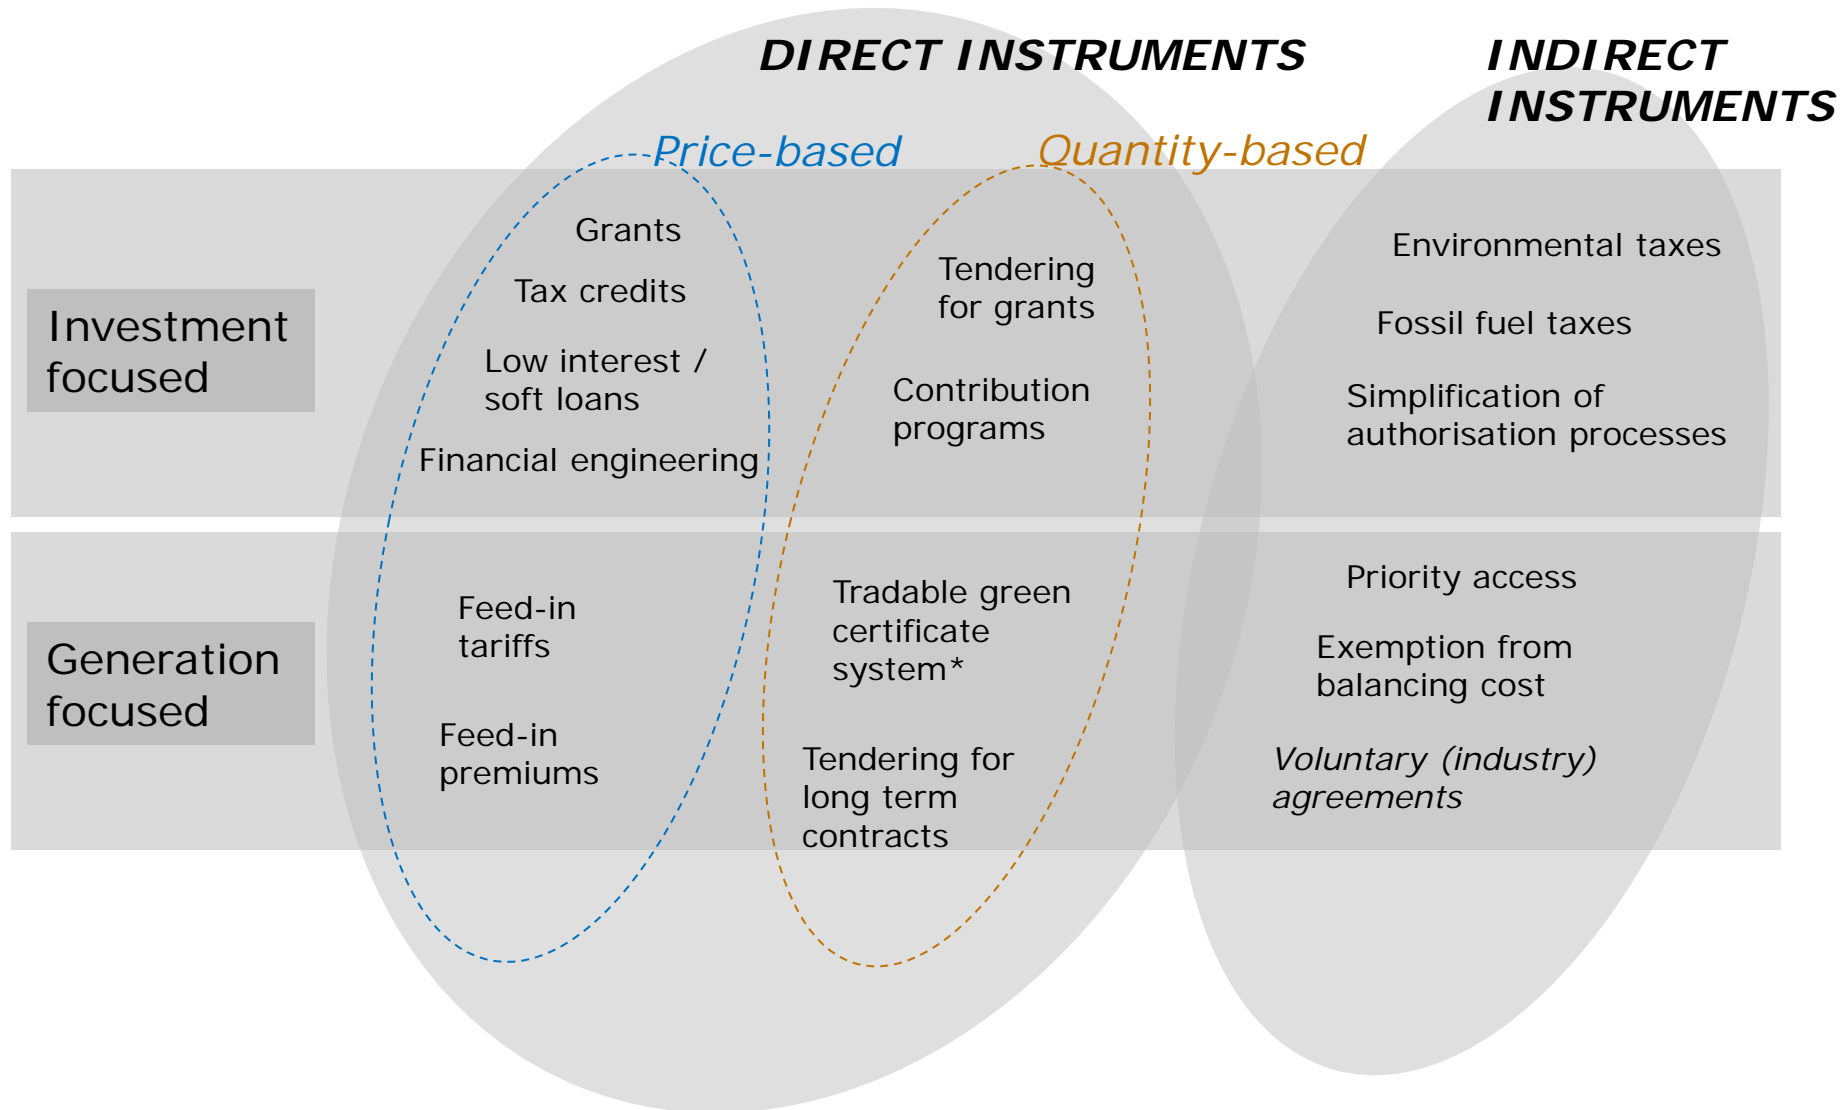 DIRECT INSTRUMENTS
INDIRECT
INSTRUMENTS
Price-based
Quantity-based
Investment
focused
Grants
Tax credits
Low interest /
soft loans
Financial engineering
Tendering
for grants
Contribution
programs
Environmental taxes
Fossil fuel taxes
Simplification of
authorisation processes
Generation
focused
Feed-in
tariffs
Feed-in
premiums
Tradable green
certificate
system*
Tendering for
long term
contracts
Priority access
Exemption from
balancing cost
Voluntary (industry)
agreements